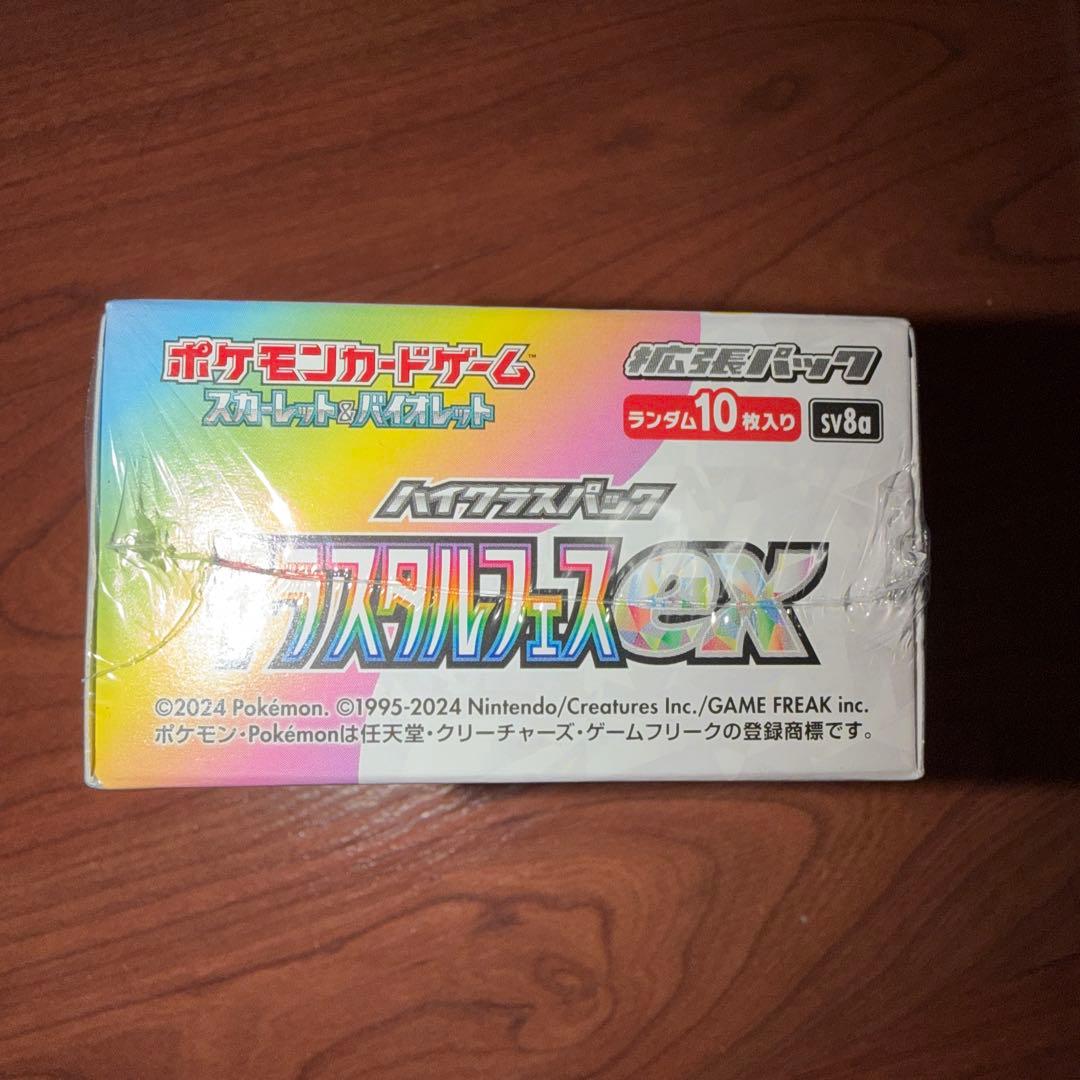 ポケモンカードゲーム™
スカーレット&バイオレット
拡張パック
ランダム10枚入り
sv8a
ハイクラスパック
ラスタルフェスex
©2024 Pokémon. ©1995-2024 Nintendo/Creatures Inc./GAME FREAK inc.
ポケモン・Pokémonは任天堂・クリーチャーズ・ゲームフリークの登録商標です。